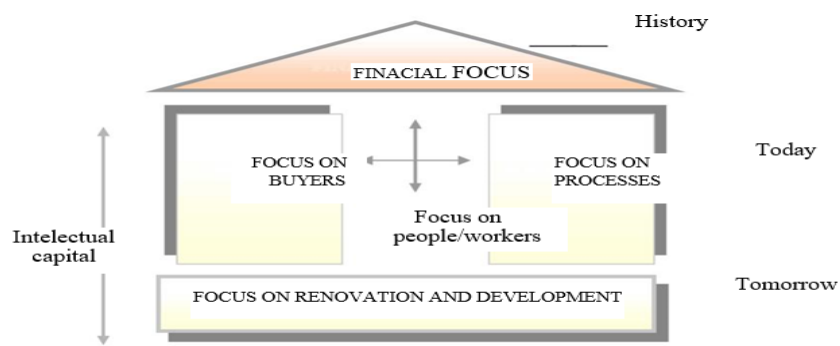 History
FINACIAL FOCUS
FOCUS ON
BUYERS
FOCUS ON
PROCESSES
Today
Focus on
people/workers
Intelectual
capital
Tomorrow
FOCUS ON RENOVATION AND DEVELOPMENT